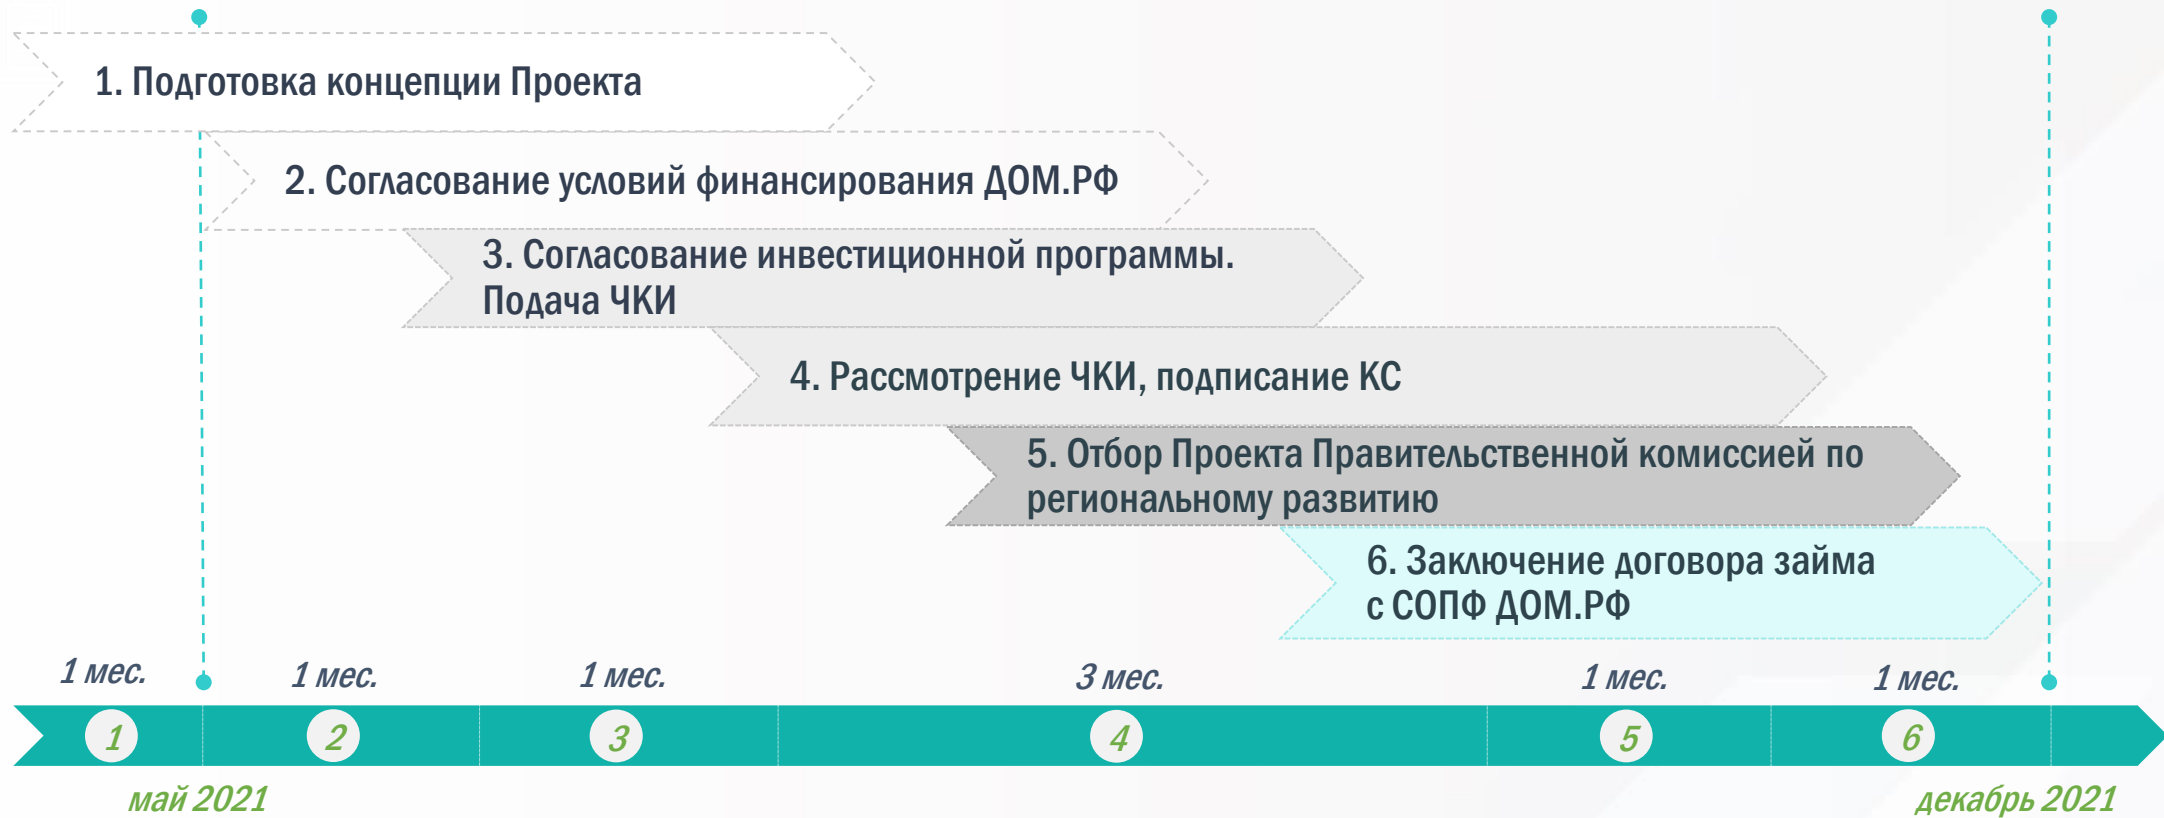 1. Подготовка концепции Проекта
2. Согласование условий финансирования ДОМ.РФ
3. Согласование инвестиционной программы.
Подача ЧКИ
4. Рассмотрение ЧКИ, подписание КС
5. Отбор Проекта Правительственной комиссией по
региональному развитию
6. Заключение договора займа
с СОПФ ДОМ.РФ
1 мес.
1 мес.
1 мес.
3 мес.
1 мес.
1 мес.
1
2
3
4
5
6
май 2021
декабрь 2021